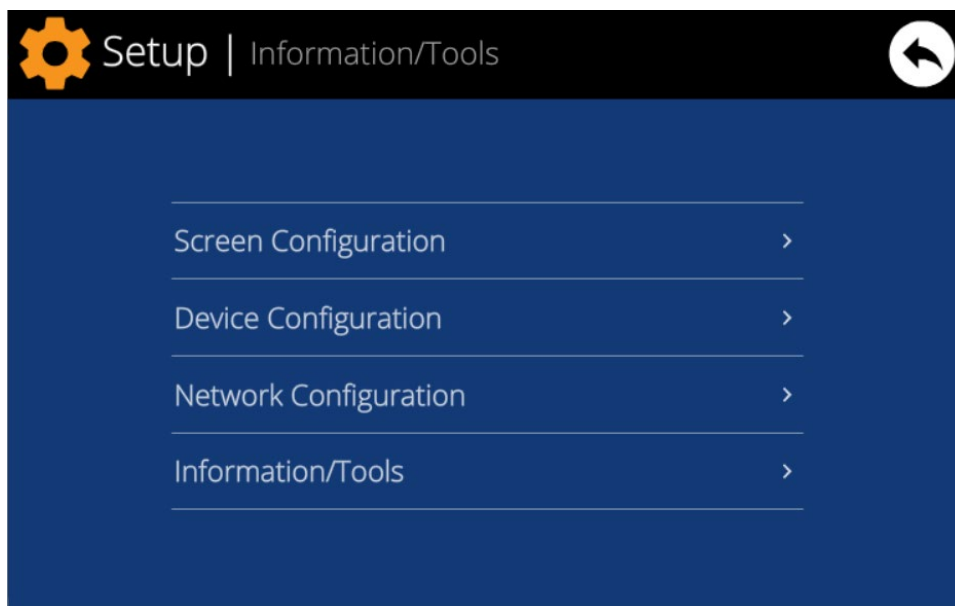 Setup | Information/Tools
Screen Configuration
Device Configuration
Network Configuration
Information/Tools